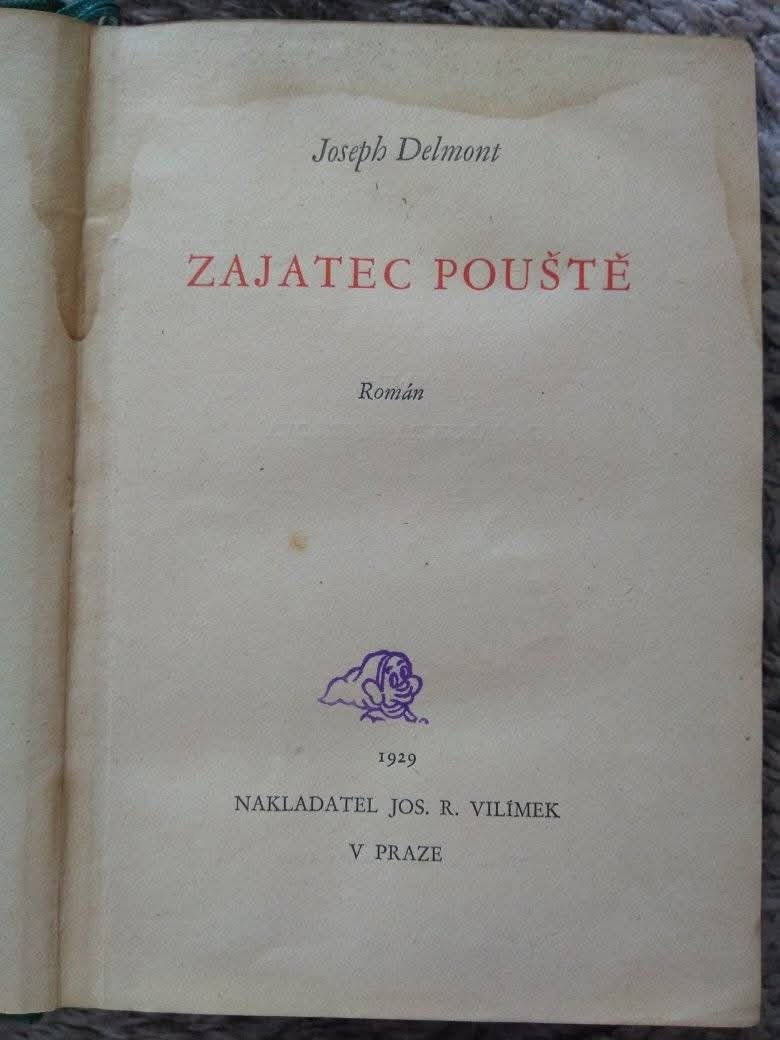 Joseph Delmont
ZAJATEC POUŠTĚ
Román
1929
NAKLADATEL JOS. R. VILÍMEK
V PRAZE